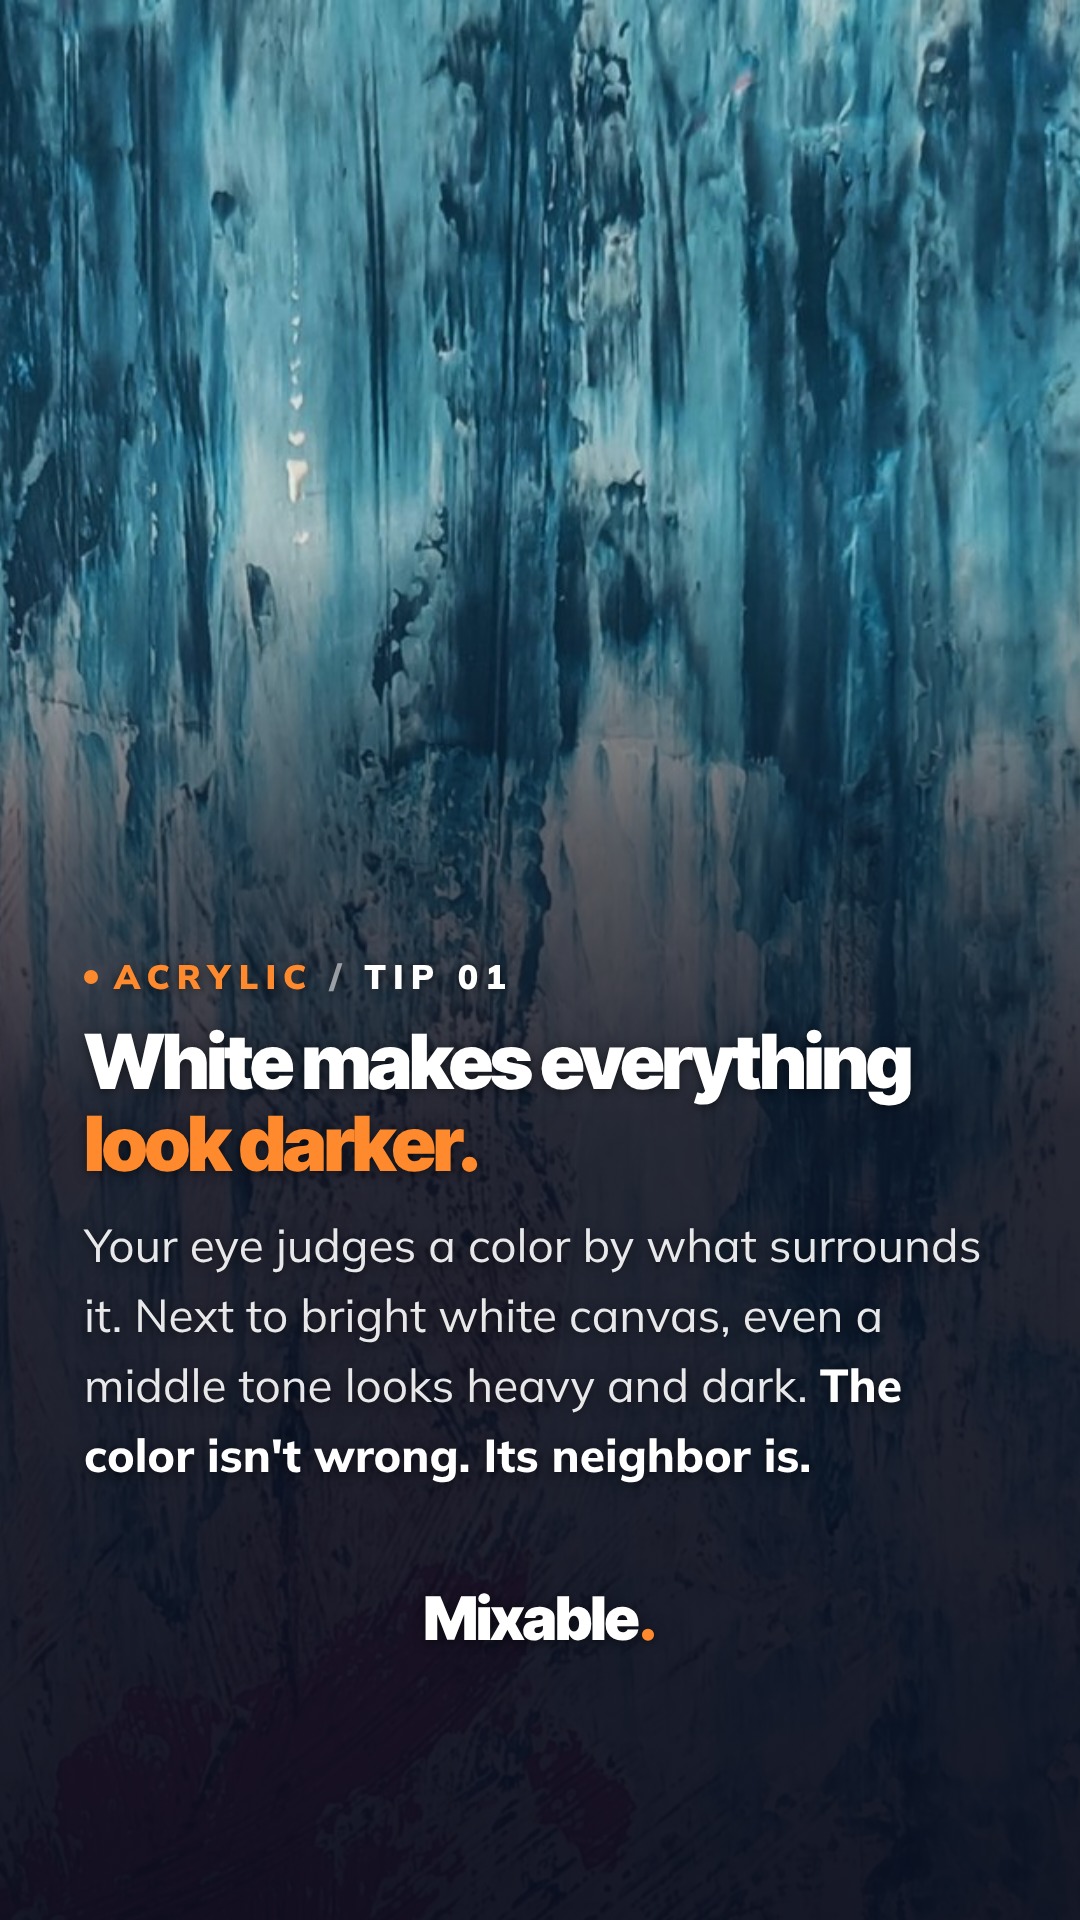 • ACRYLIC / TIP 01
White makes everything
look darker.
Your eye judges a color by what surrounds
it. Next to bright white canvas, even a
middle tone looks heavy and dark. The
color isn't wrong. Its neighbor is.
Mixable.